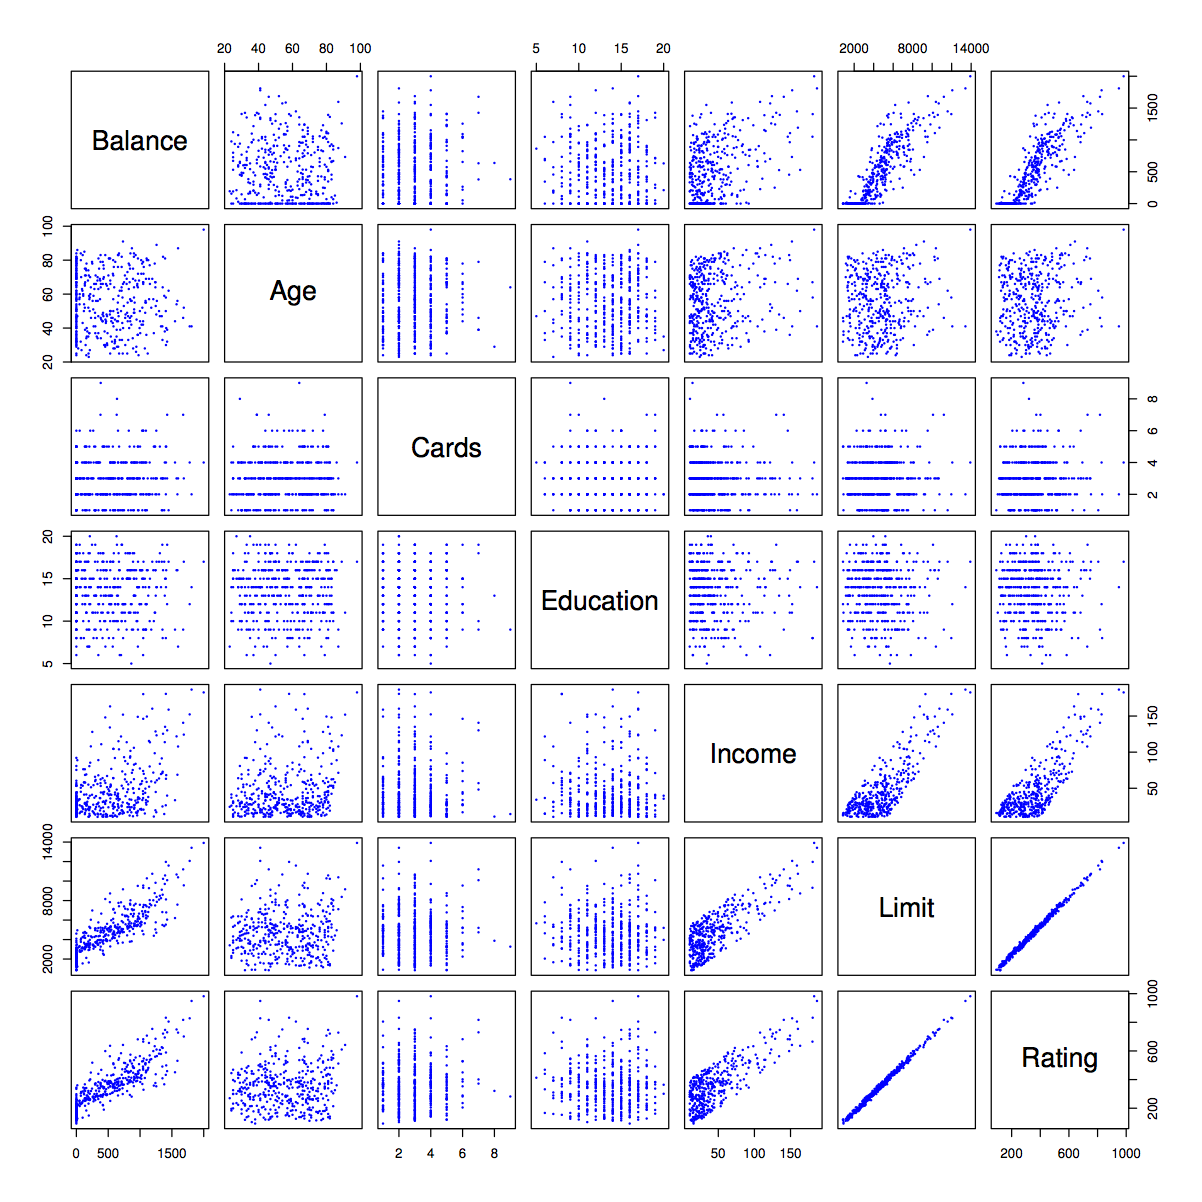 20 40 60 80 100 5 10 15 20 2000 8000 14000
Balance
0 500 1500
Age
20 40 60 80 100
Cards
2 4 6 8
Education
5 10 15 20
Income
50 100 150
Limit
2000 8000 14000
Rating
200 600 1000
0 500 1500 2 4 6 8 50 100 150 200 600 1000